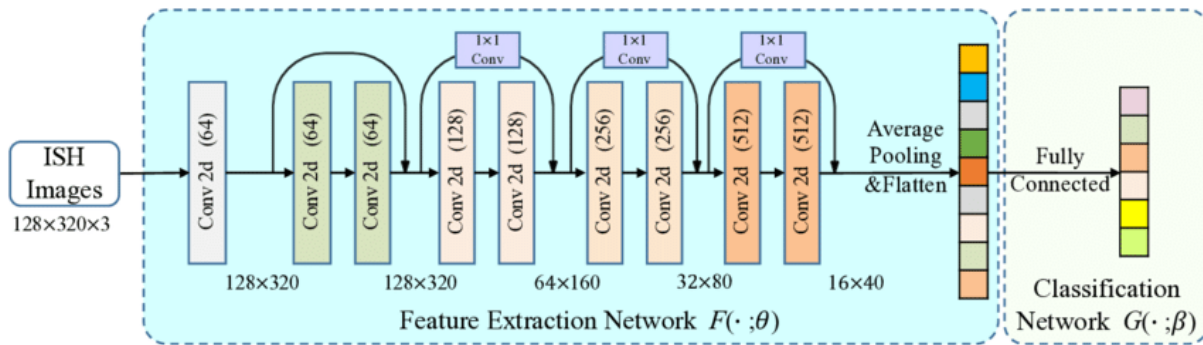 ISH
Images
128×320×3
Conv 2d (64)
Conv 2d (64)
Conv 2d (64)
1×1
Conv
Conv 2d (128)
Conv 2d (128)
1×1
Conv
Conv 2d (256)
Conv 2d (256)
1×1
Conv
Conv 2d (512)
Conv 2d (512)
Average
Pooling
&Flatten
128×320
128×320
64×160
32×80
16×40
Feature Extraction Network F(· ;θ)
Fully
Connected
Classification
Network G(· ;β)